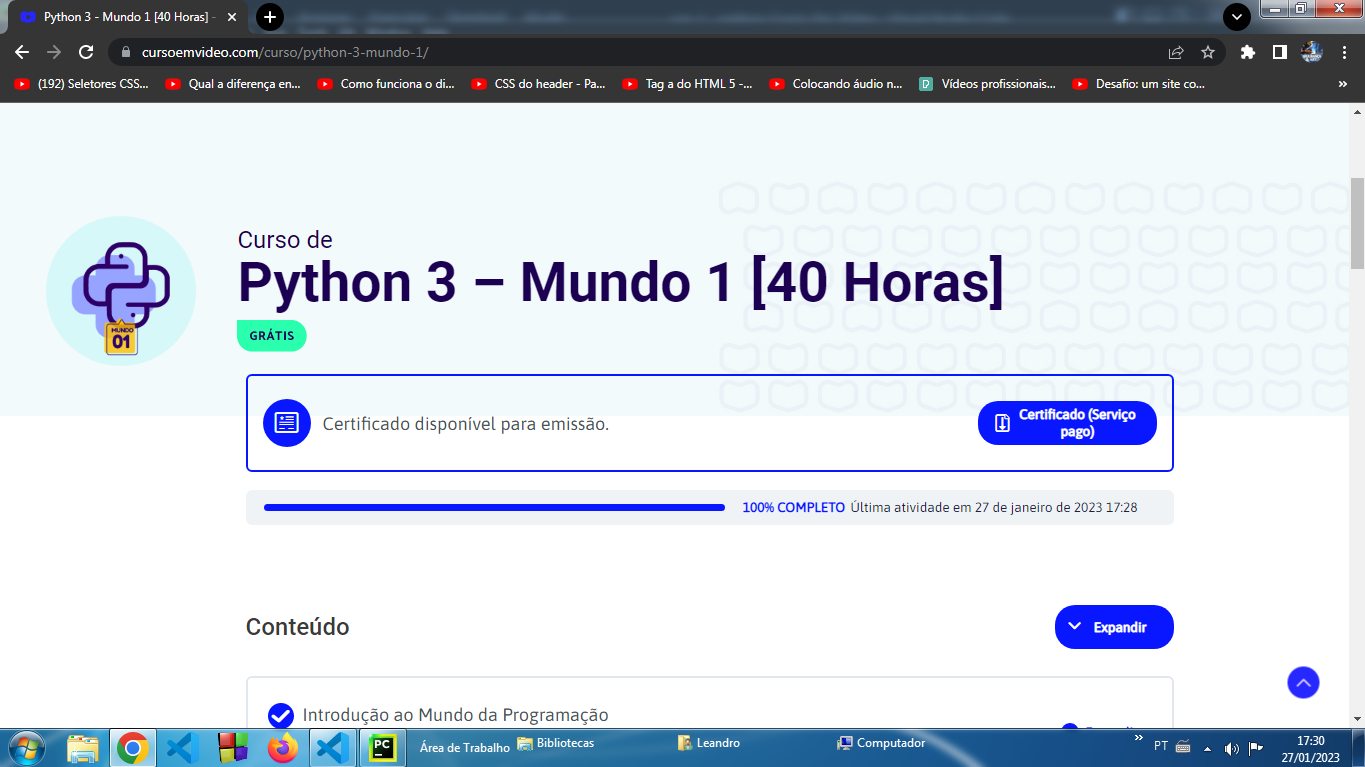 Python 3 - Mundo 1 [40 Horas] -
cursoemvideo.com/curso/python-3-mundo-1/
(192) Seletores CSS...
Qual a diferença en...
Como funciona o di...
CSS do header - Pa...
Tag a do HTML 5 -...
Colocando áudio n...
Vídeos profissionais...
Desafio: um site co...
»
Curso de
Python 3 – Mundo 1 [40 Horas]
MUNDO
01
GRÁTIS
Certificado disponível para emissão.
Certificado (Serviço
pago)
100% COMPLETO Última atividade em 27 de janeiro de 2023 17:28
Conteúdo
Expandir
Introdução ao Mundo da Programação
PC
Área de Trabalho
Bibliotecas
Leandro
Computador
»
PT
17:30
27/01/2023